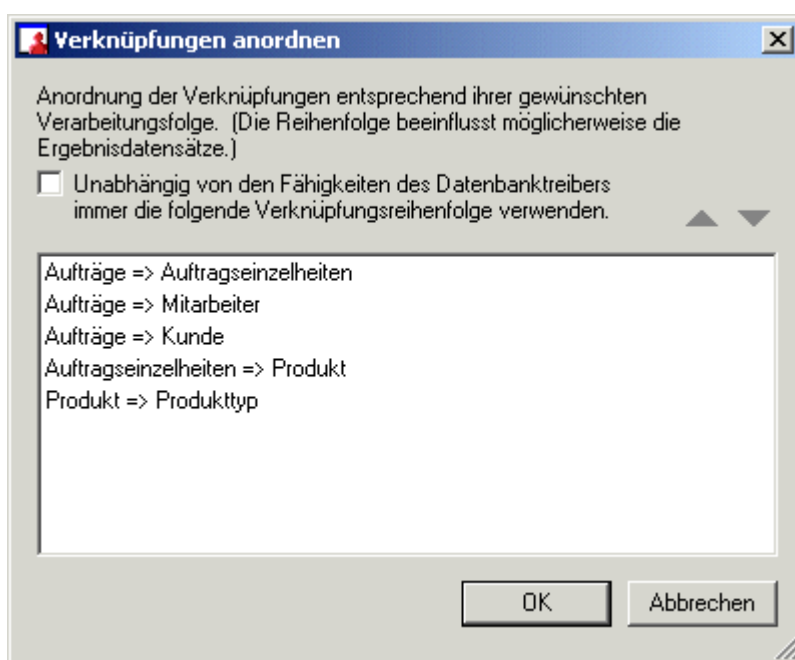 Verknüpfungen anordnen
Anordnung der Verknüpfungen entsprechend ihrer gewünschten
Verarbeitungsfolge.  (Die Reihenfolge beeinflusst möglicherweise die
Ergebnisdatensätze.)
Unabhängig von den Fähigkeiten des Datenbanktreibers
immer die folgende Verknüpfungsreihenfolge verwenden.
Aufträge => Auftragseinzelheiten
Aufträge => Mitarbeiter
Aufträge => Kunde
Auftragseinzelheiten => Produkt
Produkt => Produkttyp
OK
Abbrechen